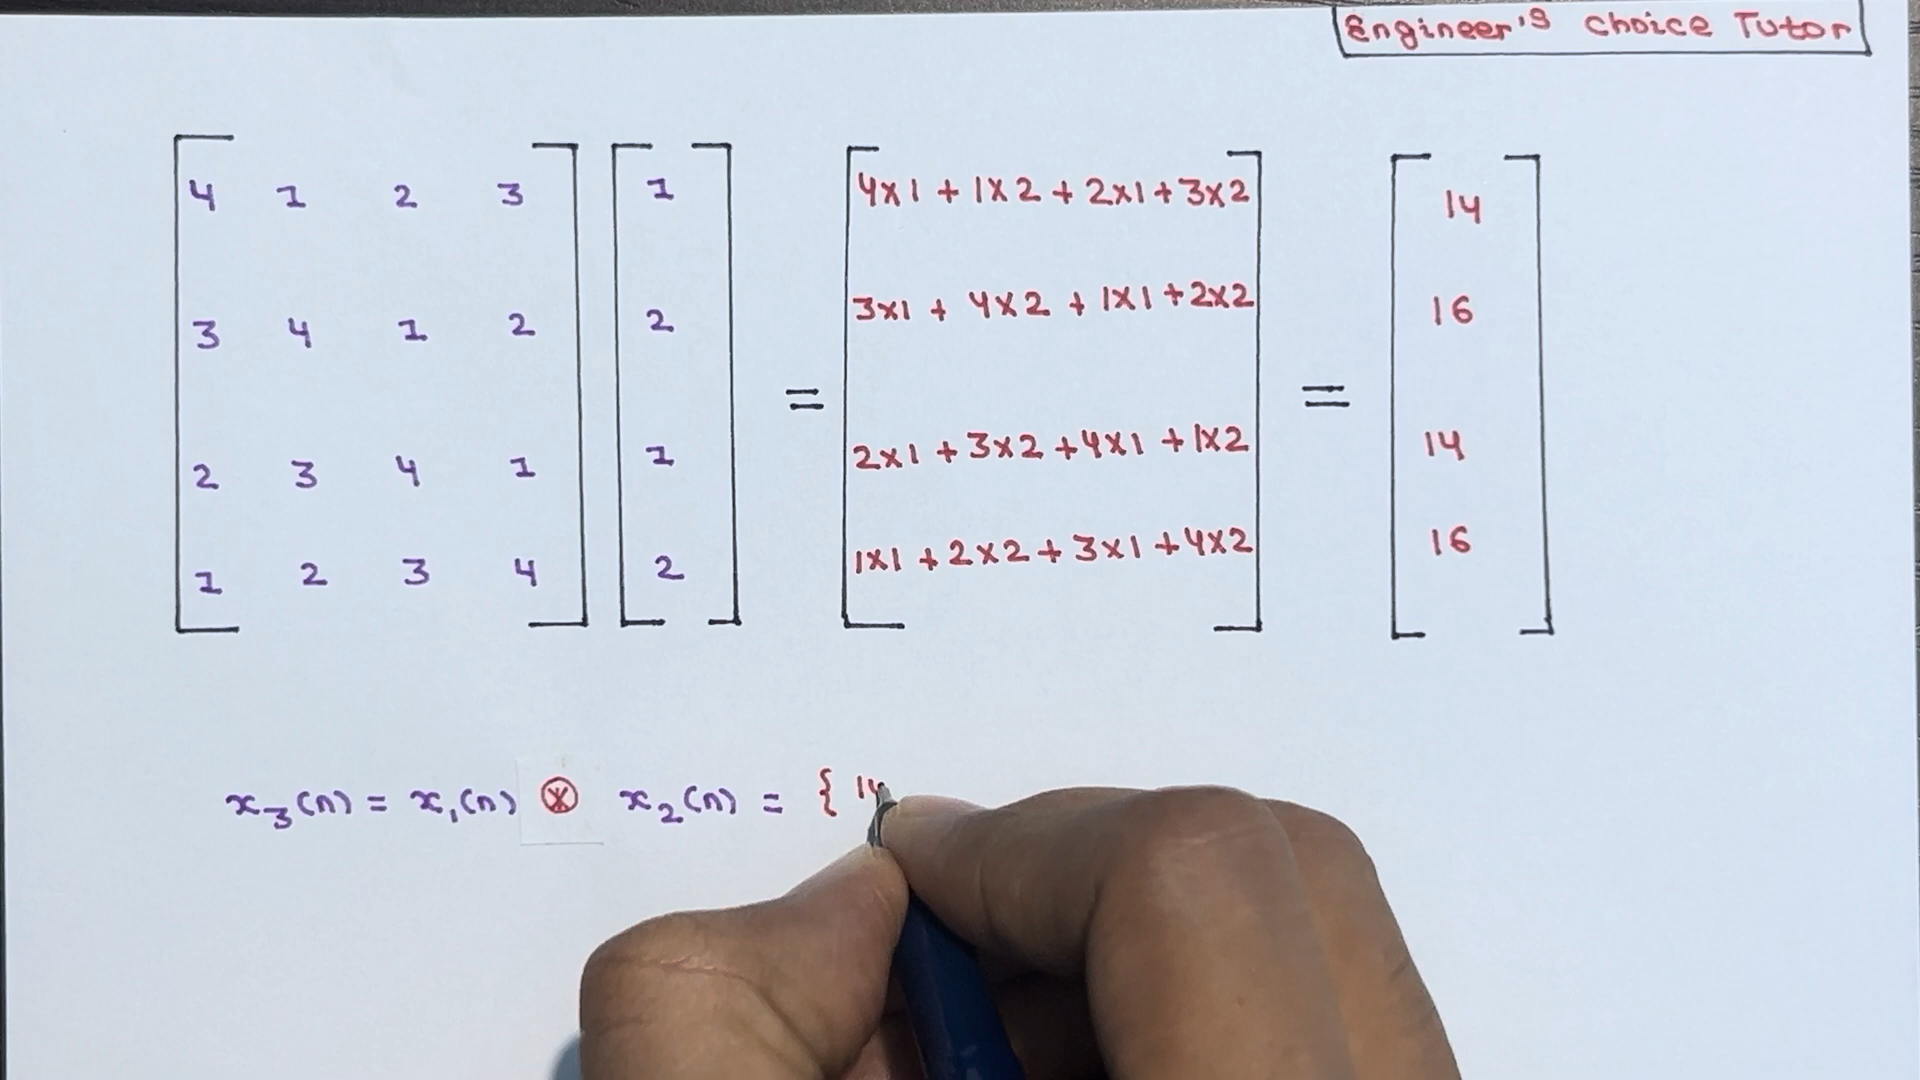 Engineer's Choice Tutor
4 1 2 3 1 4x1 + 1x2 + 2x1 + 3x2 14
3 4 1 2 2 3x1 + 4x2 + 1x1 + 2x2 16
= =
2 3 4 1 1 2x1 + 3x2 + 4x1 + 1x2 14
1 2 3 4 2 1x1 + 2x2 + 3x1 + 4x2 16
x₃(n) = x₁(n) ⊛ x₂(n) = { 14